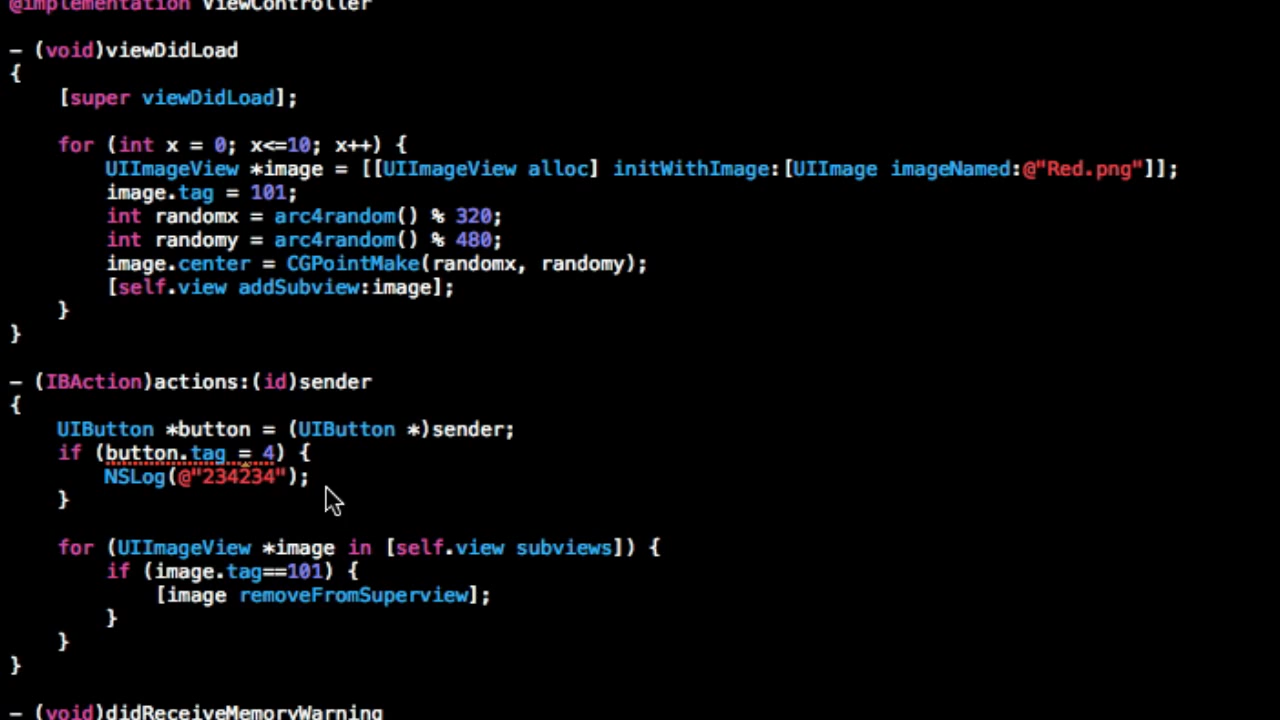 @implementation ViewController
- (void)viewDidLoad
{
[super viewDidLoad];
for (int x = 0; x<=10; x++) {
UIImageView *image = [[UIImageView alloc] initWithImage:[UIImage imageNamed:@"Red.png"]];
image.tag = 101;
int randomx = arc4random() % 320;
int randomy = arc4random() % 480;
image.center = CGPointMake(randomx, randomy);
[self.view addSubview:image];
}
}
- (IBAction)actions:(id)sender
{
UIButton *button = (UIButton *)sender;
if (button.tag = 4) {
NSLog(@"234234");
}
for (UIImageView *image in [self.view subviews]) {
if (image.tag==101) {
[image removeFromSuperview];
}
}
}
- (void)didReceiveMemoryWarning